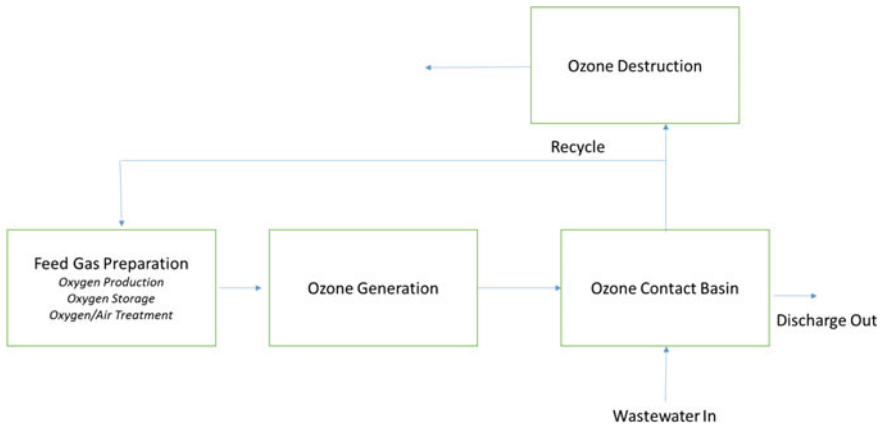 Ozone Destruction
Recycle
Feed Gas Preparation
Oxygen Production
Oxygen Storage
Oxygen/Air Treatment
Ozone Generation
Ozone Contact Basin
Discharge Out
Wastewater In